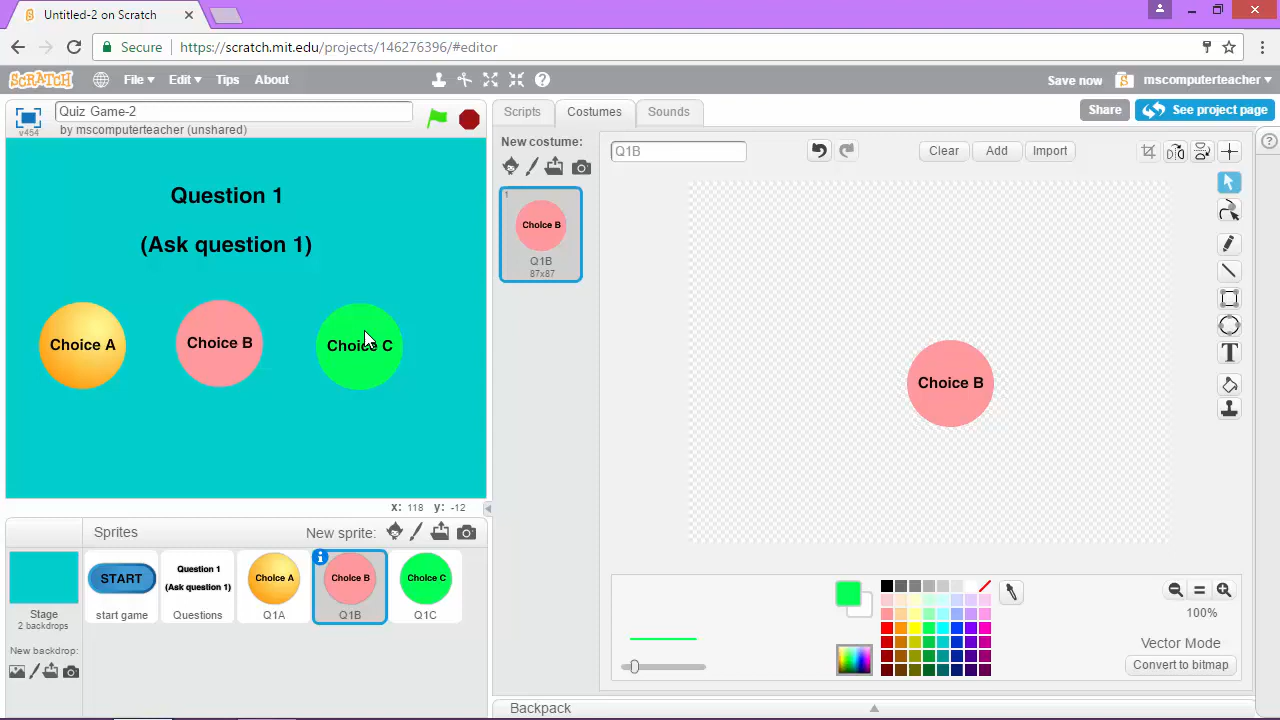 Untitled-2 on Scratch
Secure https://scratch.mit.edu/projects/146276396/#editor
SCRATCH File Edit Tips About Save now mscomputerteacher
v454 Quiz Game-2
by mscomputerteacher (unshared)
Scripts Costumes Sounds
Share See project page
New costume:
Q1B
Clear Add Import
Question 1
(Ask question 1)
Choice A Choice B Choice C
1
Choice B
Q1B
87x87
Choice B
x: 118 y: -12
Sprites New sprite:
Stage
2 backdrops
New backdrop:
START
start game
Question 1
(Ask question 1)
Questions
Choice A
Q1A
Choice B
Q1B
Choice C
Q1C
100%
Vector Mode
Convert to bitmap
Backpack